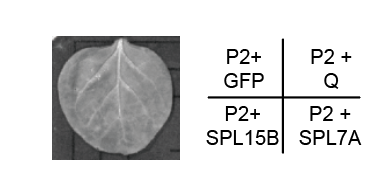 P2+ P2 +
GFP Q
P2+ P2 +
SPL15B SPL7A